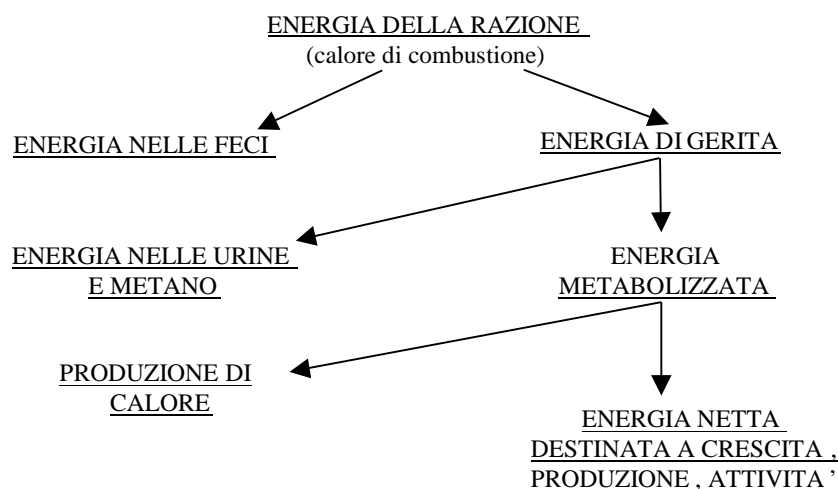 ENERGIA DELLA RAZIONE
(calore di combustione)
ENERGIA NELLE FECI
ENERGIA DI GERITA
ENERGIA NELLE URINE
E METANO
ENERGIA
METABOLIZZATA
PRODUZIONE DI
CALORE
ENERGIA NETTA
DESTINATA A CRESCITA ,
PRODUZIONE , ATTIVITA ’